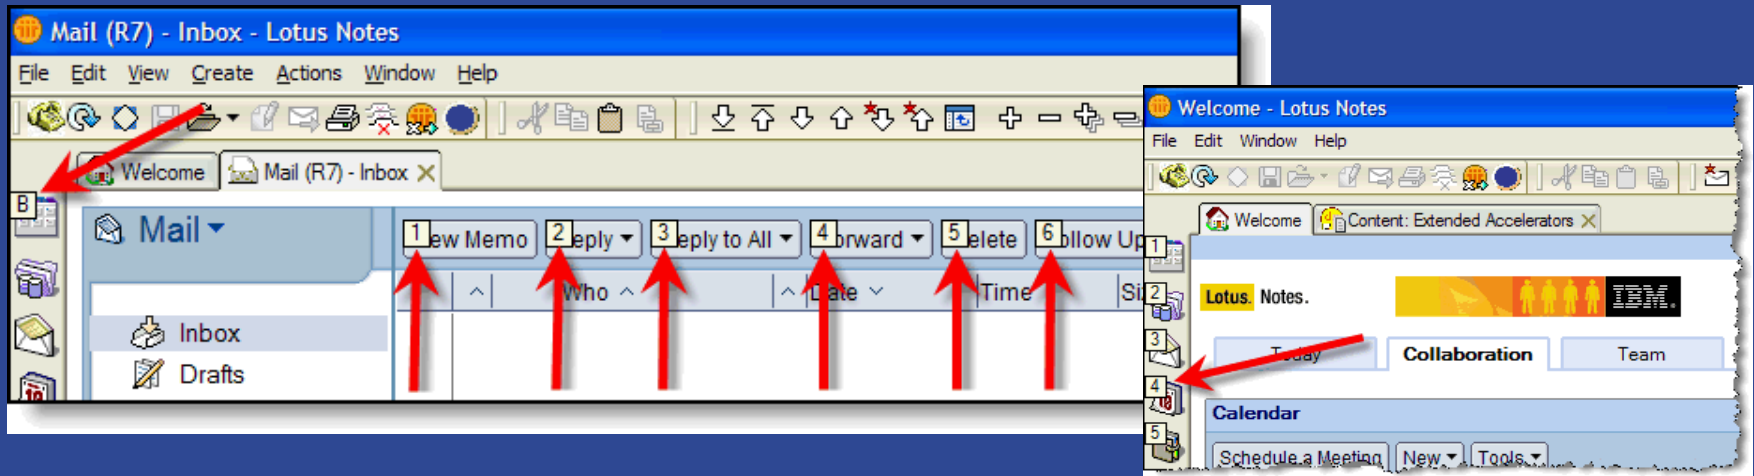 Mail (R7) - Inbox - Lotus Notes
File Edit View Create Actions Window Help
Welcome Mail (R7) - Inbox
B
Mail
1 ew Memo 2 eply 3 eply to All 4 orward 5 elete 6 ollow Up
Who Date Time Si
Inbox
Drafts
10
Welcome - Lotus Notes
File Edit Window Help
Welcome Content: Extended Accelerators
1
2
Lotus. Notes. IBM.
3
Today Collaboration Team
4
Calendar
5
Schedule a Meeting New Tools